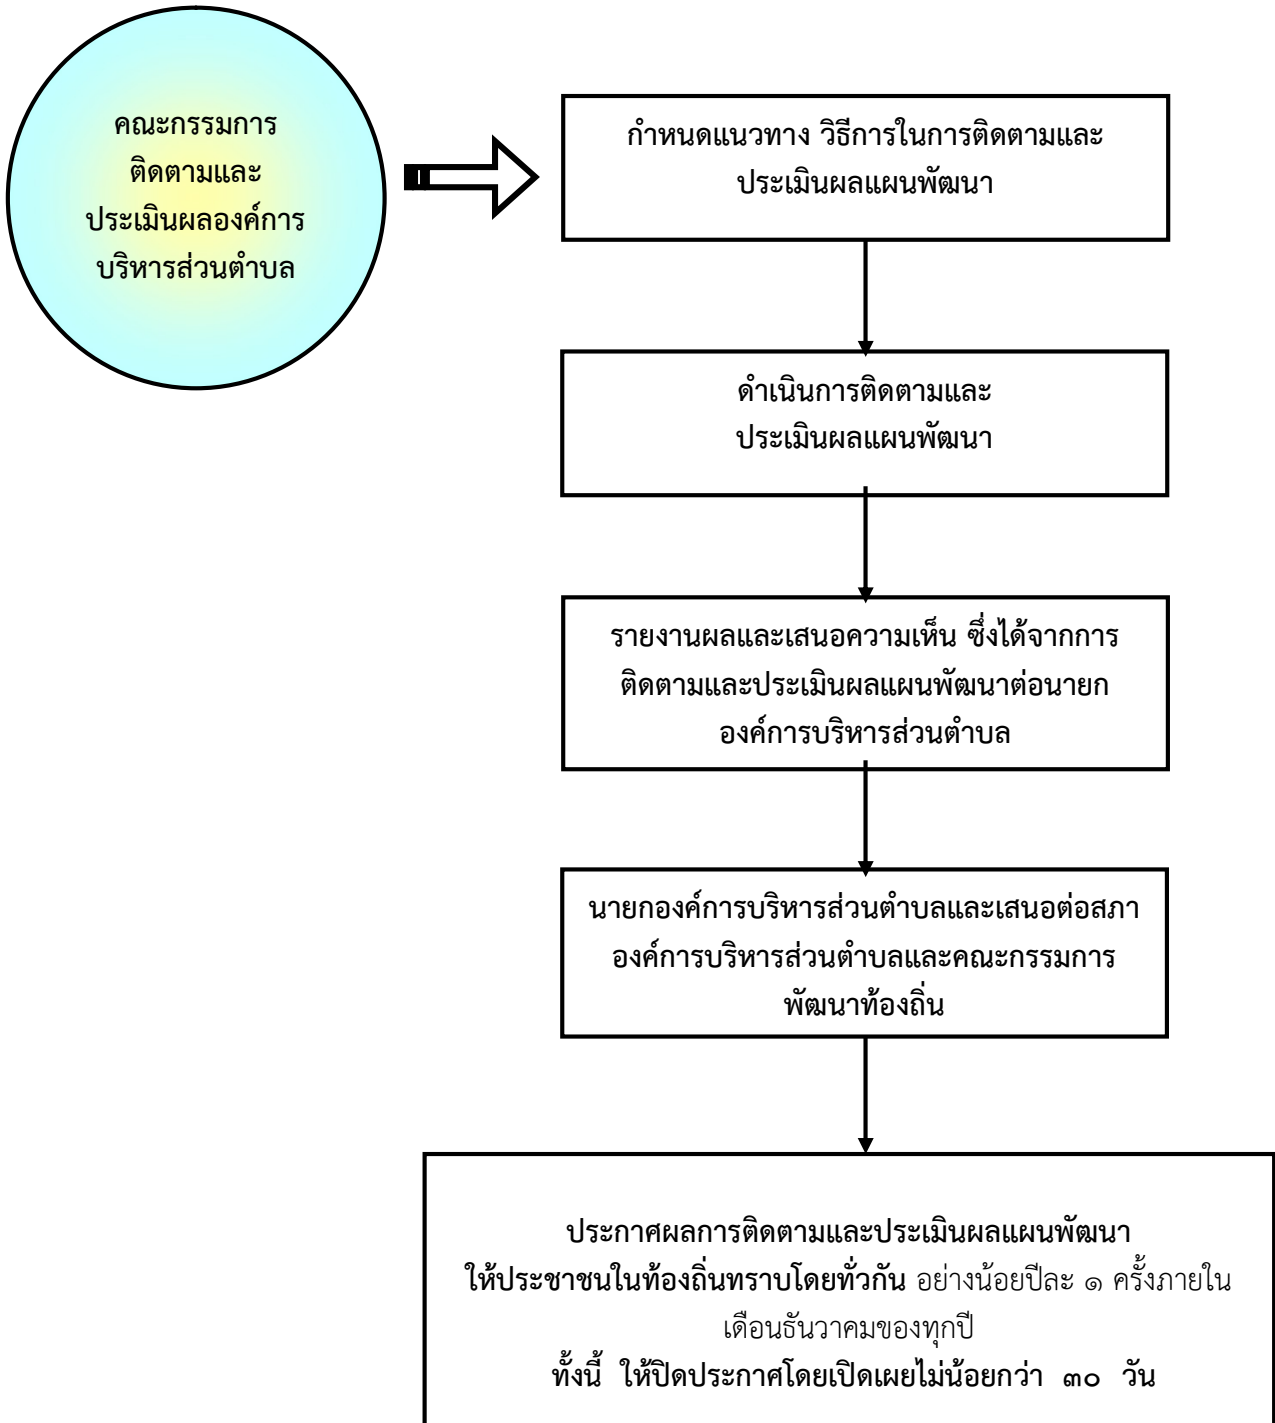 คณะกรรมการ
ติดตามและ
ประเมินผลองค์การ
บริหารส่วนตำบล
กำหนดแนวทาง วิธีการในการติดตามและ
ประเมินผลแผนพัฒนา
ดำเนินการติดตามและ
ประเมินผลแผนพัฒนา
รายงานผลและเสนอความเห็น ซึ่งได้จากการ
ติดตามและประเมินผลแผนพัฒนาต่อนายก
องค์การบริหารส่วนตำบล
นายกองค์การบริหารส่วนตำบลและเสนอต่อสภา
องค์การบริหารส่วนตำบลและคณะกรรมการ
พัฒนาท้องถิ่น
ประกาศผลการติดตามและประเมินผลแผนพัฒนา
ให้ประชาชนในท้องถิ่นทราบโดยทั่วกัน อย่างน้อยปีละ ๑ ครั้งภายใน
เดือนธันวาคมของทุกปี
ทั้งนี้ ให้ปิดประกาศโดยเปิดเผยไม่น้อยกว่า ๓๐ วัน